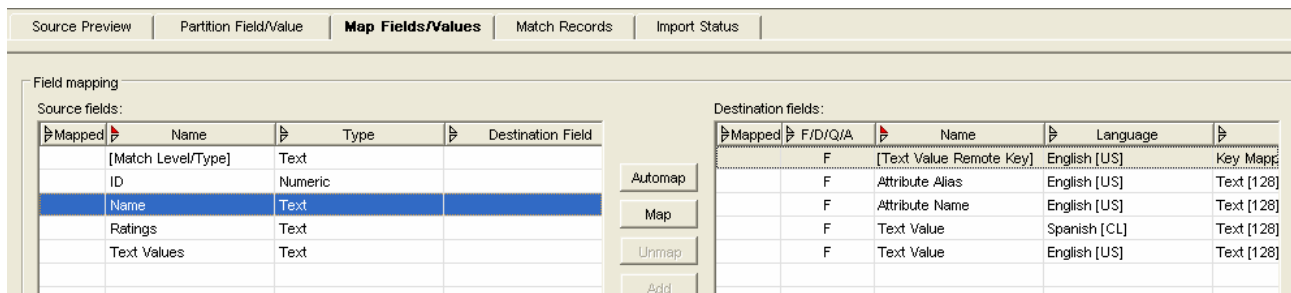 Source Preview Partition Field/Value Map Fields/Values Match Records Import Status
Field mapping
Source fields: Destination fields:
Mapped Name Type Destination Field Mapped F/D/Q/A Name Language
[Match Level/Type] Text F [Text Value Remote Key] English [US] Key Mapp
ID Numeric Automap F Attribute Alias English [US] Text [128]
Name Text Map F Attribute Name English [US] Text [128]
Ratings Text F Text Value Spanish [CL] Text [128]
Text Values Text Unmap F Text Value English [US] Text [128]
Add